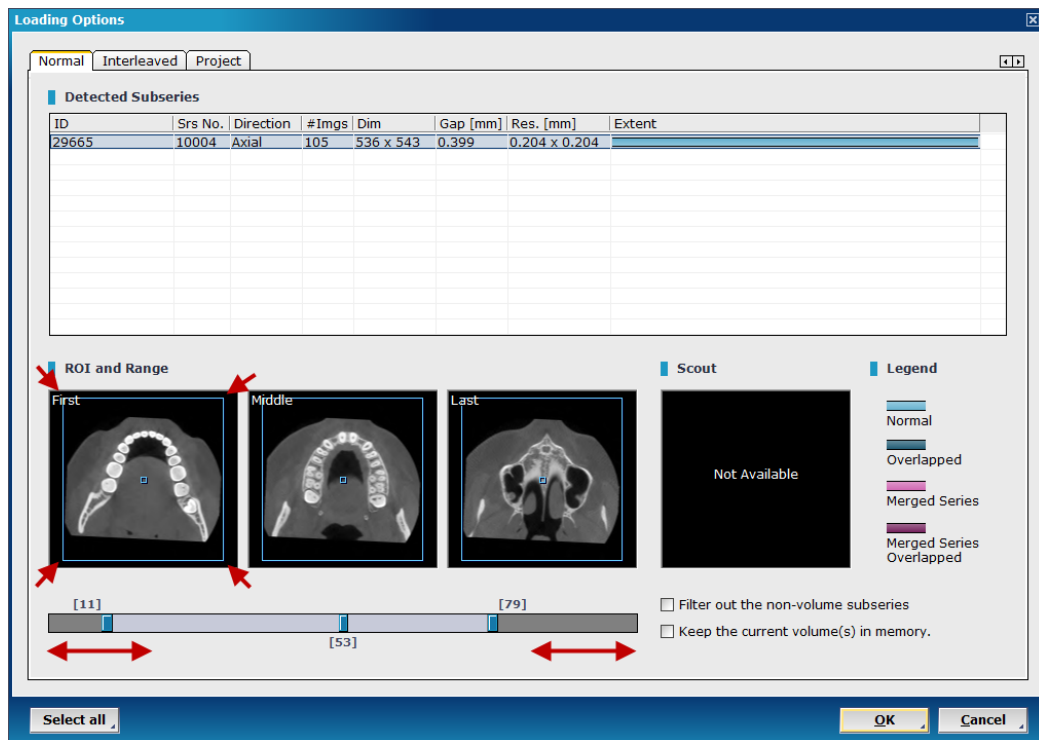 Loading Options
Normal Interleaved Project
Detected Subseries
ID Srs No. Direction #Imgs Dim Gap [mm] Res. [mm] Extent
29665 10004 Axial 105 536 x 543 0.399 0.204 x 0.204
ROI and Range
First
Middle
Last
[11]
[53]
[79]
Scout
Not Available
Legend
Normal
Overlapped
Merged Series
Merged Series
Overlapped
Filter out the non-volume subseries
Keep the current volume(s) in memory.
Select all
OK
Cancel